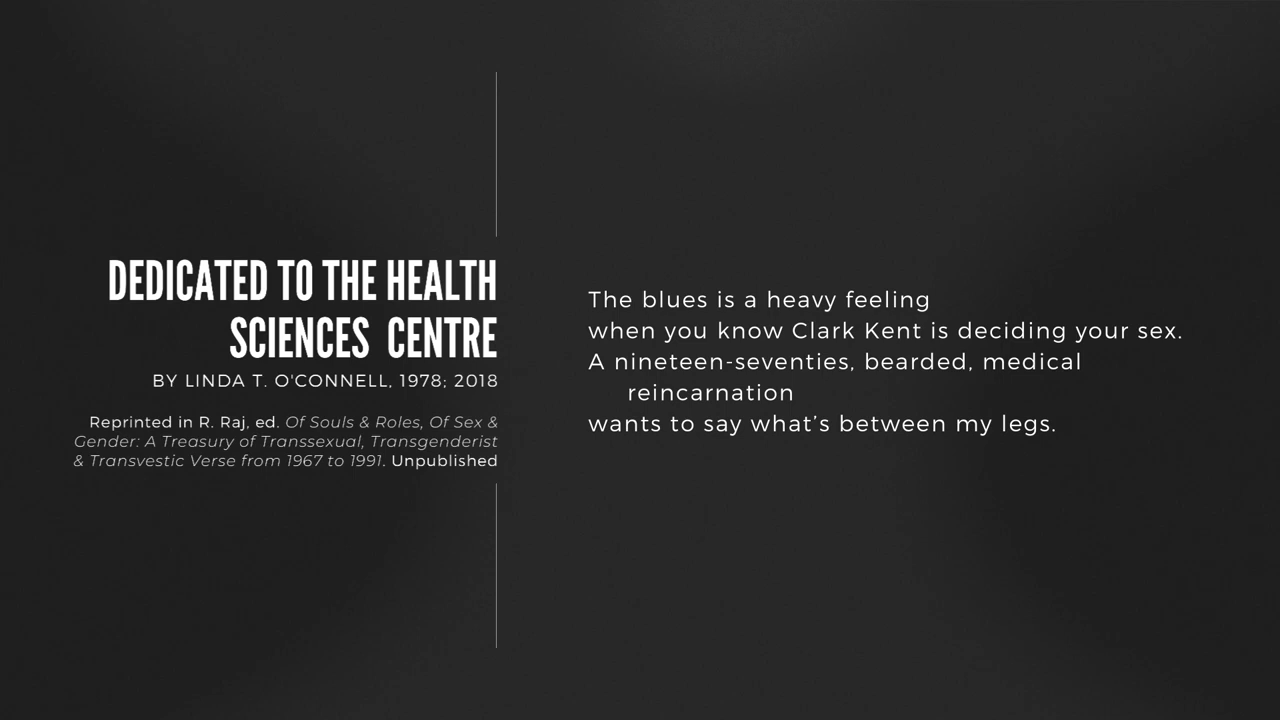 DEDICATED TO THE HEALTH
SCIENCES CENTRE
BY LINDA T. O'CONNELL, 1978; 2018
Reprinted in R. Raj, ed. Of Souls & Roles, Of Sex &
Gender: A Treasury of Transsexual, Transgenderist
& Transvestic Verse from 1967 to 1991. Unpublished
The blues is a heavy feeling
when you know Clark Kent is deciding your sex.
A nineteen-seventies, bearded, medical
reincarnation
wants to say what’s between my legs.